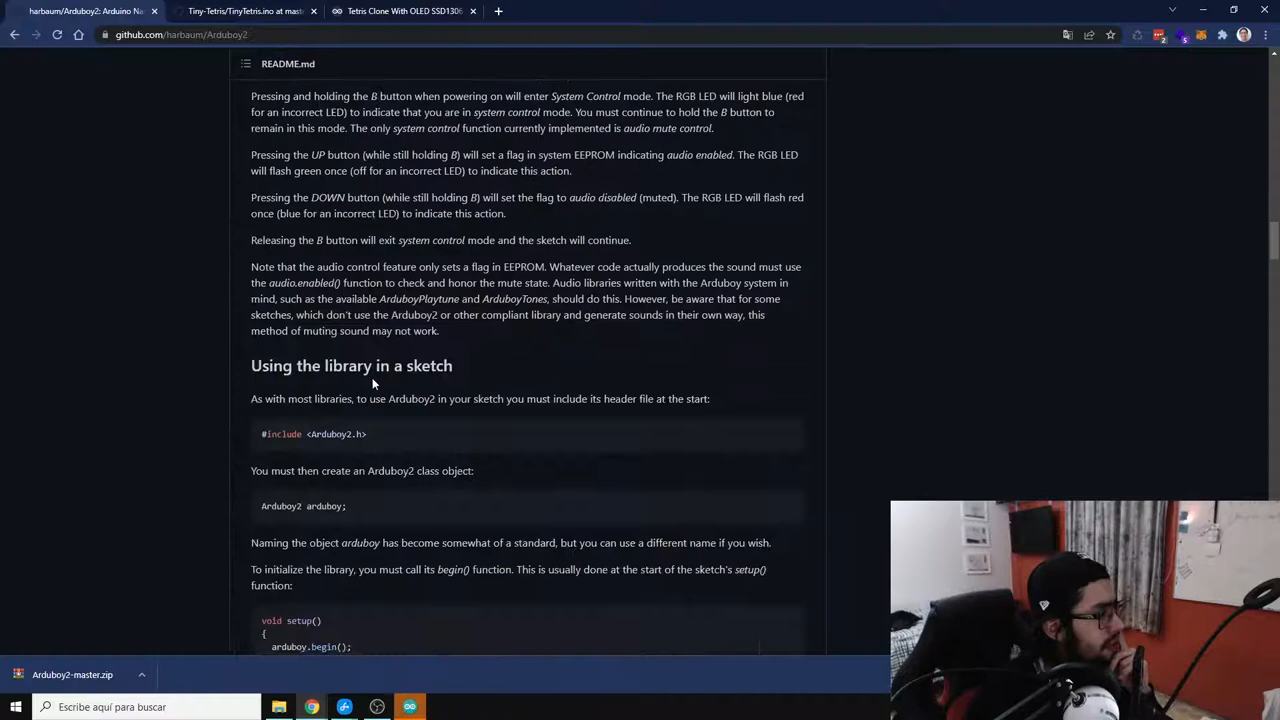 harbaum/Arduboy2: Arduino Na
Tiny-Tetris/TinyTetris.ino at mast
Tetris Clone With OLED SSD1306
github.com/harbaum/Arduboy2
README.md
Pressing and holding the B button when powering on will enter System Control mode. The RGB LED will light blue (red
for an incorrect LED) to indicate that you are in system control mode. You must continue to hold the B button to
remain in this mode. The only system control function currently implemented is audio mute control.
Pressing the UP button (while still holding B) will set a flag in system EEPROM indicating audio enabled. The RGB LED
will flash green once (off for an incorrect LED) to indicate this action.
Pressing the DOWN button (while still holding B) will set the flag to audio disabled (muted). The RGB LED will flash red
once (blue for an incorrect LED) to indicate this action.
Releasing the B button will exit system control mode and the sketch will continue.
Note that the audio control feature only sets a flag in EEPROM. Whatever code actually produces the sound must use
the audio.enabled() function to check and honor the mute state. Audio libraries written with the Arduboy system in
mind, such as the available ArduboyPlaytune and ArduboyTones, should do this. However, be aware that for some
sketches, which don't use the Arduboy2 or other compliant library and generate sounds in their own way, this
method of muting sound may not work.
Using the library in a sketch
As with most libraries, to use Arduboy2 in your sketch you must include its header file at the start:
#include <Arduboy2.h>
You must then create an Arduboy2 class object:
Arduboy2 arduboy;
Naming the object arduboy has become somewhat of a standard, but you can use a different name if you wish.
To initialize the library, you must call its begin() function. This is usually done at the start of the sketch's setup()
function:
void setup()
{
arduboy.begin();
Arduboy2-master.zip
Escribe aquí para buscar